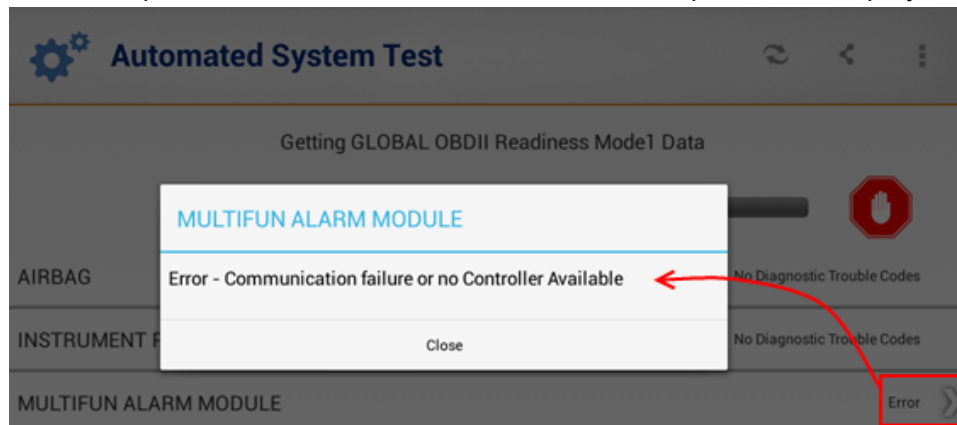 Automated System Test
Getting GLOBAL OBDII Readiness Mode1 Data
MULTIFUN ALARM MODULE
Error - Communication failure or no Controller Available
Close
AIRBAG
No Diagnostic Trouble Codes
INSTRUMENT
No Diagnostic Trouble Codes
MULTIFUN ALARM MODULE
Error